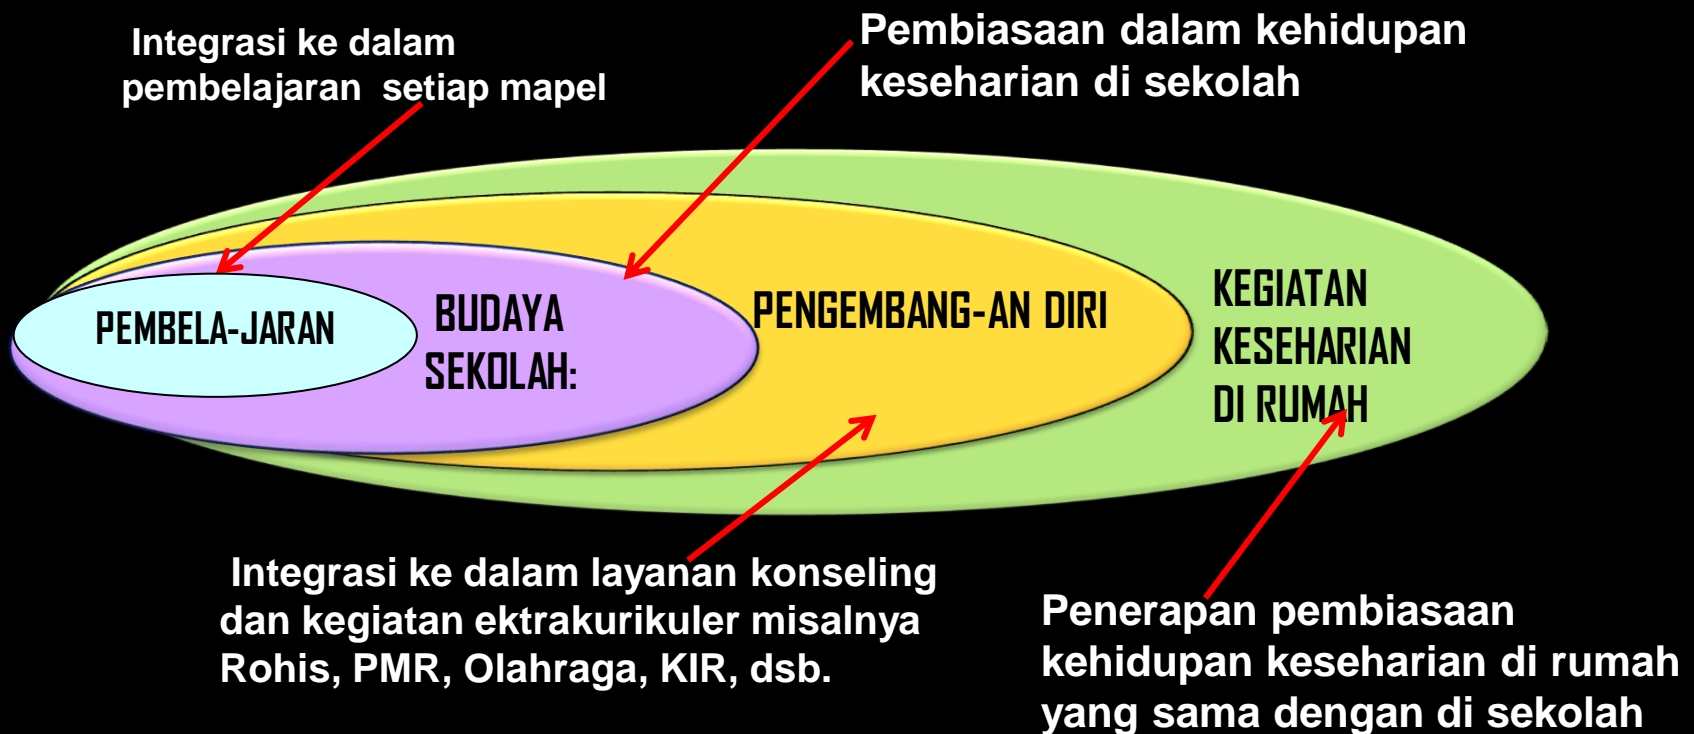 Integrasi ke dalam
pembelajaran setiap mapel
Pembiasaan dalam kehidupan
keseharian di sekolah
PEMBELA-JARAN
BUDAYA
SEKOLAH:
PENGEMBANG-AN DIRI
KEGIATAN
KESEHARIAN
DI RUMAH
Integrasi ke dalam layanan konseling
dan kegiatan ektrakurikuler misalnya
Rohis, PMR, Olahraga, KIR, dsb.
Penerapan pembiasaan
kehidupan keseharian di rumah
yang sama dengan di sekolah